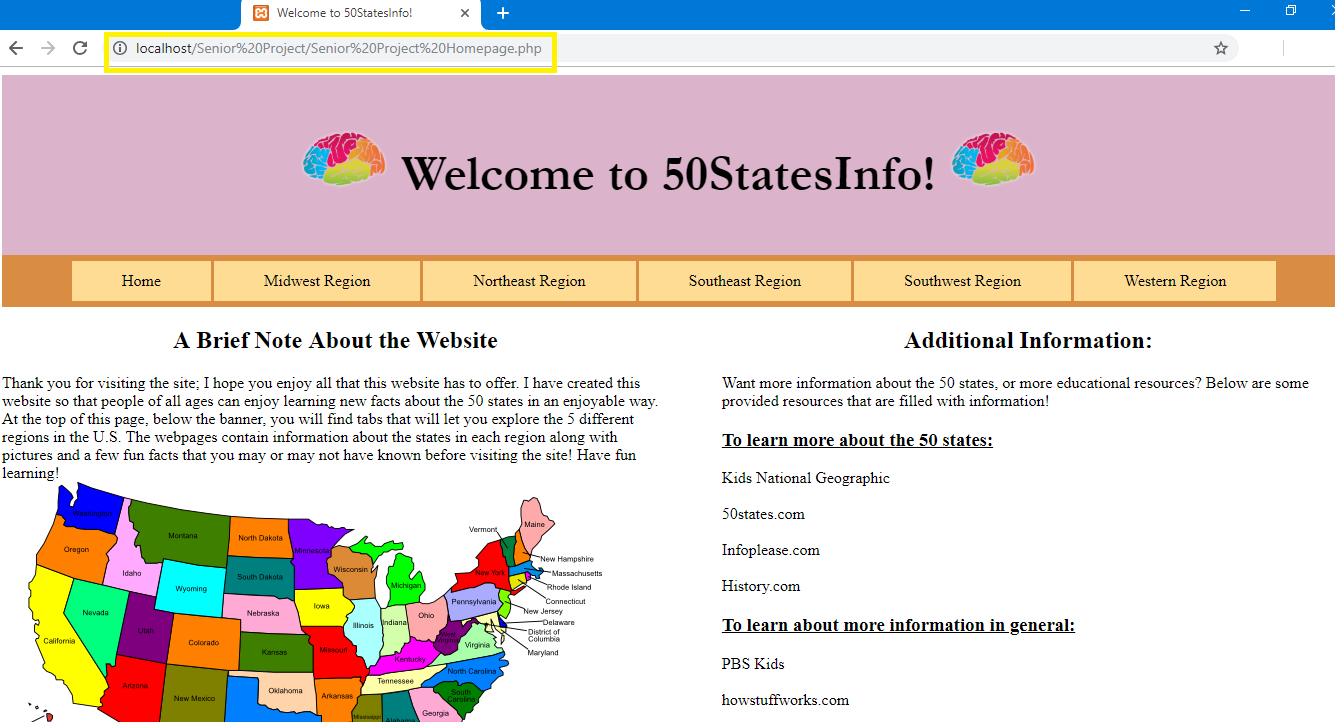 Welcome to 50StatesInfo!
localhost/Senior%20Project/Senior%20Project%20Homepage.php
Welcome to 50StatesInfo!
Home
Midwest Region
Northeast Region
Southeast Region
Southwest Region
Western Region
A Brief Note About the Website
Thank you for visiting the site; I hope you enjoy all that this website has to offer. I have created this
website so that people of all ages can enjoy learning new facts about the 50 states in an enjoyable way.
At the top of this page, below the banner, you will find tabs that will let you explore the 5 different
regions in the U.S. The webpages contain information about the states in each region along with
pictures and a few fun facts that you may or may not have known before visiting the site! Have fun
learning!
Washington
Oregon
Idaho
Montana
North Dakota
Minnesota
Wisconsin
Michigan
South Dakota
Wyoming
Nebraska
Iowa
Nevada
Utah
Colorado
California
Kansas
Missouri
Illinois
Indiana
Ohio
Kentucky
West
Virginia
Virginia
Pennsylvania
New York
Vermont
Maine
New Hampshire
Massachusetts
Rhode Island
Connecticut
New Jersey
Delaware
District of
Columbia
Maryland
North Carolina
Tennessee
South
Carolina
Arizona
New Mexico
Oklahoma
Arkansas
Mississippi
Alabama
Georgia
Additional Information:
Want more information about the 50 states, or more educational resources? Below are some
provided resources that are filled with information!
To learn more about the 50 states:
Kids National Geographic
50states.com
Infoplease.com
History.com
To learn about more information in general:
PBS Kids
howstuffworks.com